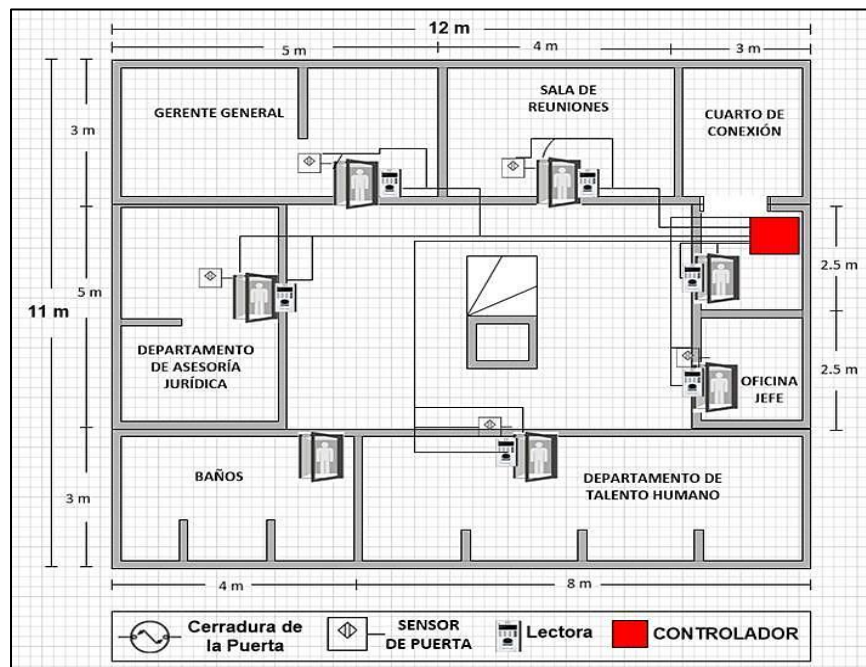 12 m
5 m
4 m
3 m
GERENTE GENERAL
SALA DE
REUNIONES
CUARTO DE
CONEXIÓN
3 m
5 m
11 m
2.5 m
2.5 m
DEPARTAMENTO
DE ASESORÍA
JURÍDICA
OFICINA
JEFE
BAÑOS
DEPARTAMENTO DE
TALENTO HUMANO
3 m
4 m
8 m
Cerradura de
la Puerta
SENSOR
DE PUERTA
Lectora
CONTROLADOR